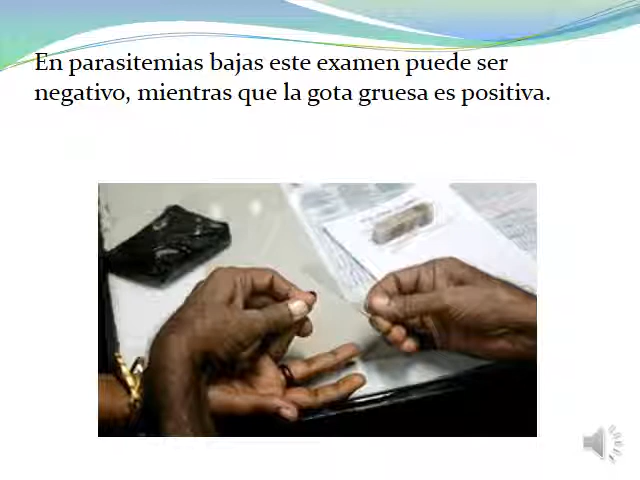 En parasitemias bajas este examen puede ser
negativo, mientras que la gota gruesa es positiva.